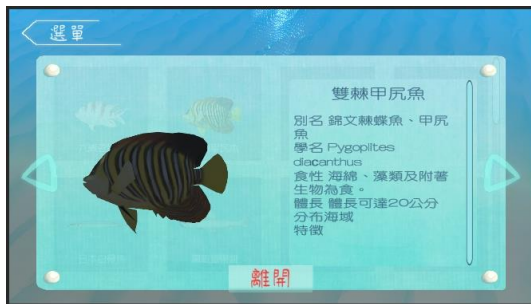 選單
雙棘甲尻魚
別名 錦文棘蝶魚、甲尻
魚
學名 Pygoplites
diacanthus
食性 海綿、藻類及附著
生物為食。
體長 體長可達20公分
分布海域
特徵
離開